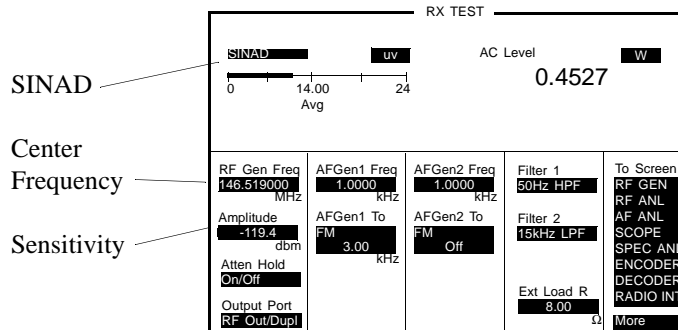 RX TEST
SINAD
SINAD uv
AC Level W
0.4527
0 14.00 24
Avg
Center
Frequency
RF Gen Freq
146.519000
MHz
AFGen1 Freq
1.0000
kHz
AFGen2 Freq
1.0000
kHz
Filter 1
50Hz HPF
To Screen
RF GEN
RF ANL
AF ANL
SCOPE
SPEC ANL
ENCODER
DECODER
RADIO INT
More
Sensitivity
Amplitude
-119.4
dbm
AFGen1 To
FM
3.00
kHz
AFGen2 To
FM
Off
Filter 2
15kHz LPF
Atten Hold
On/Off
Output Port
RF Out/Dupl
Ext Load R
8.00
Ω